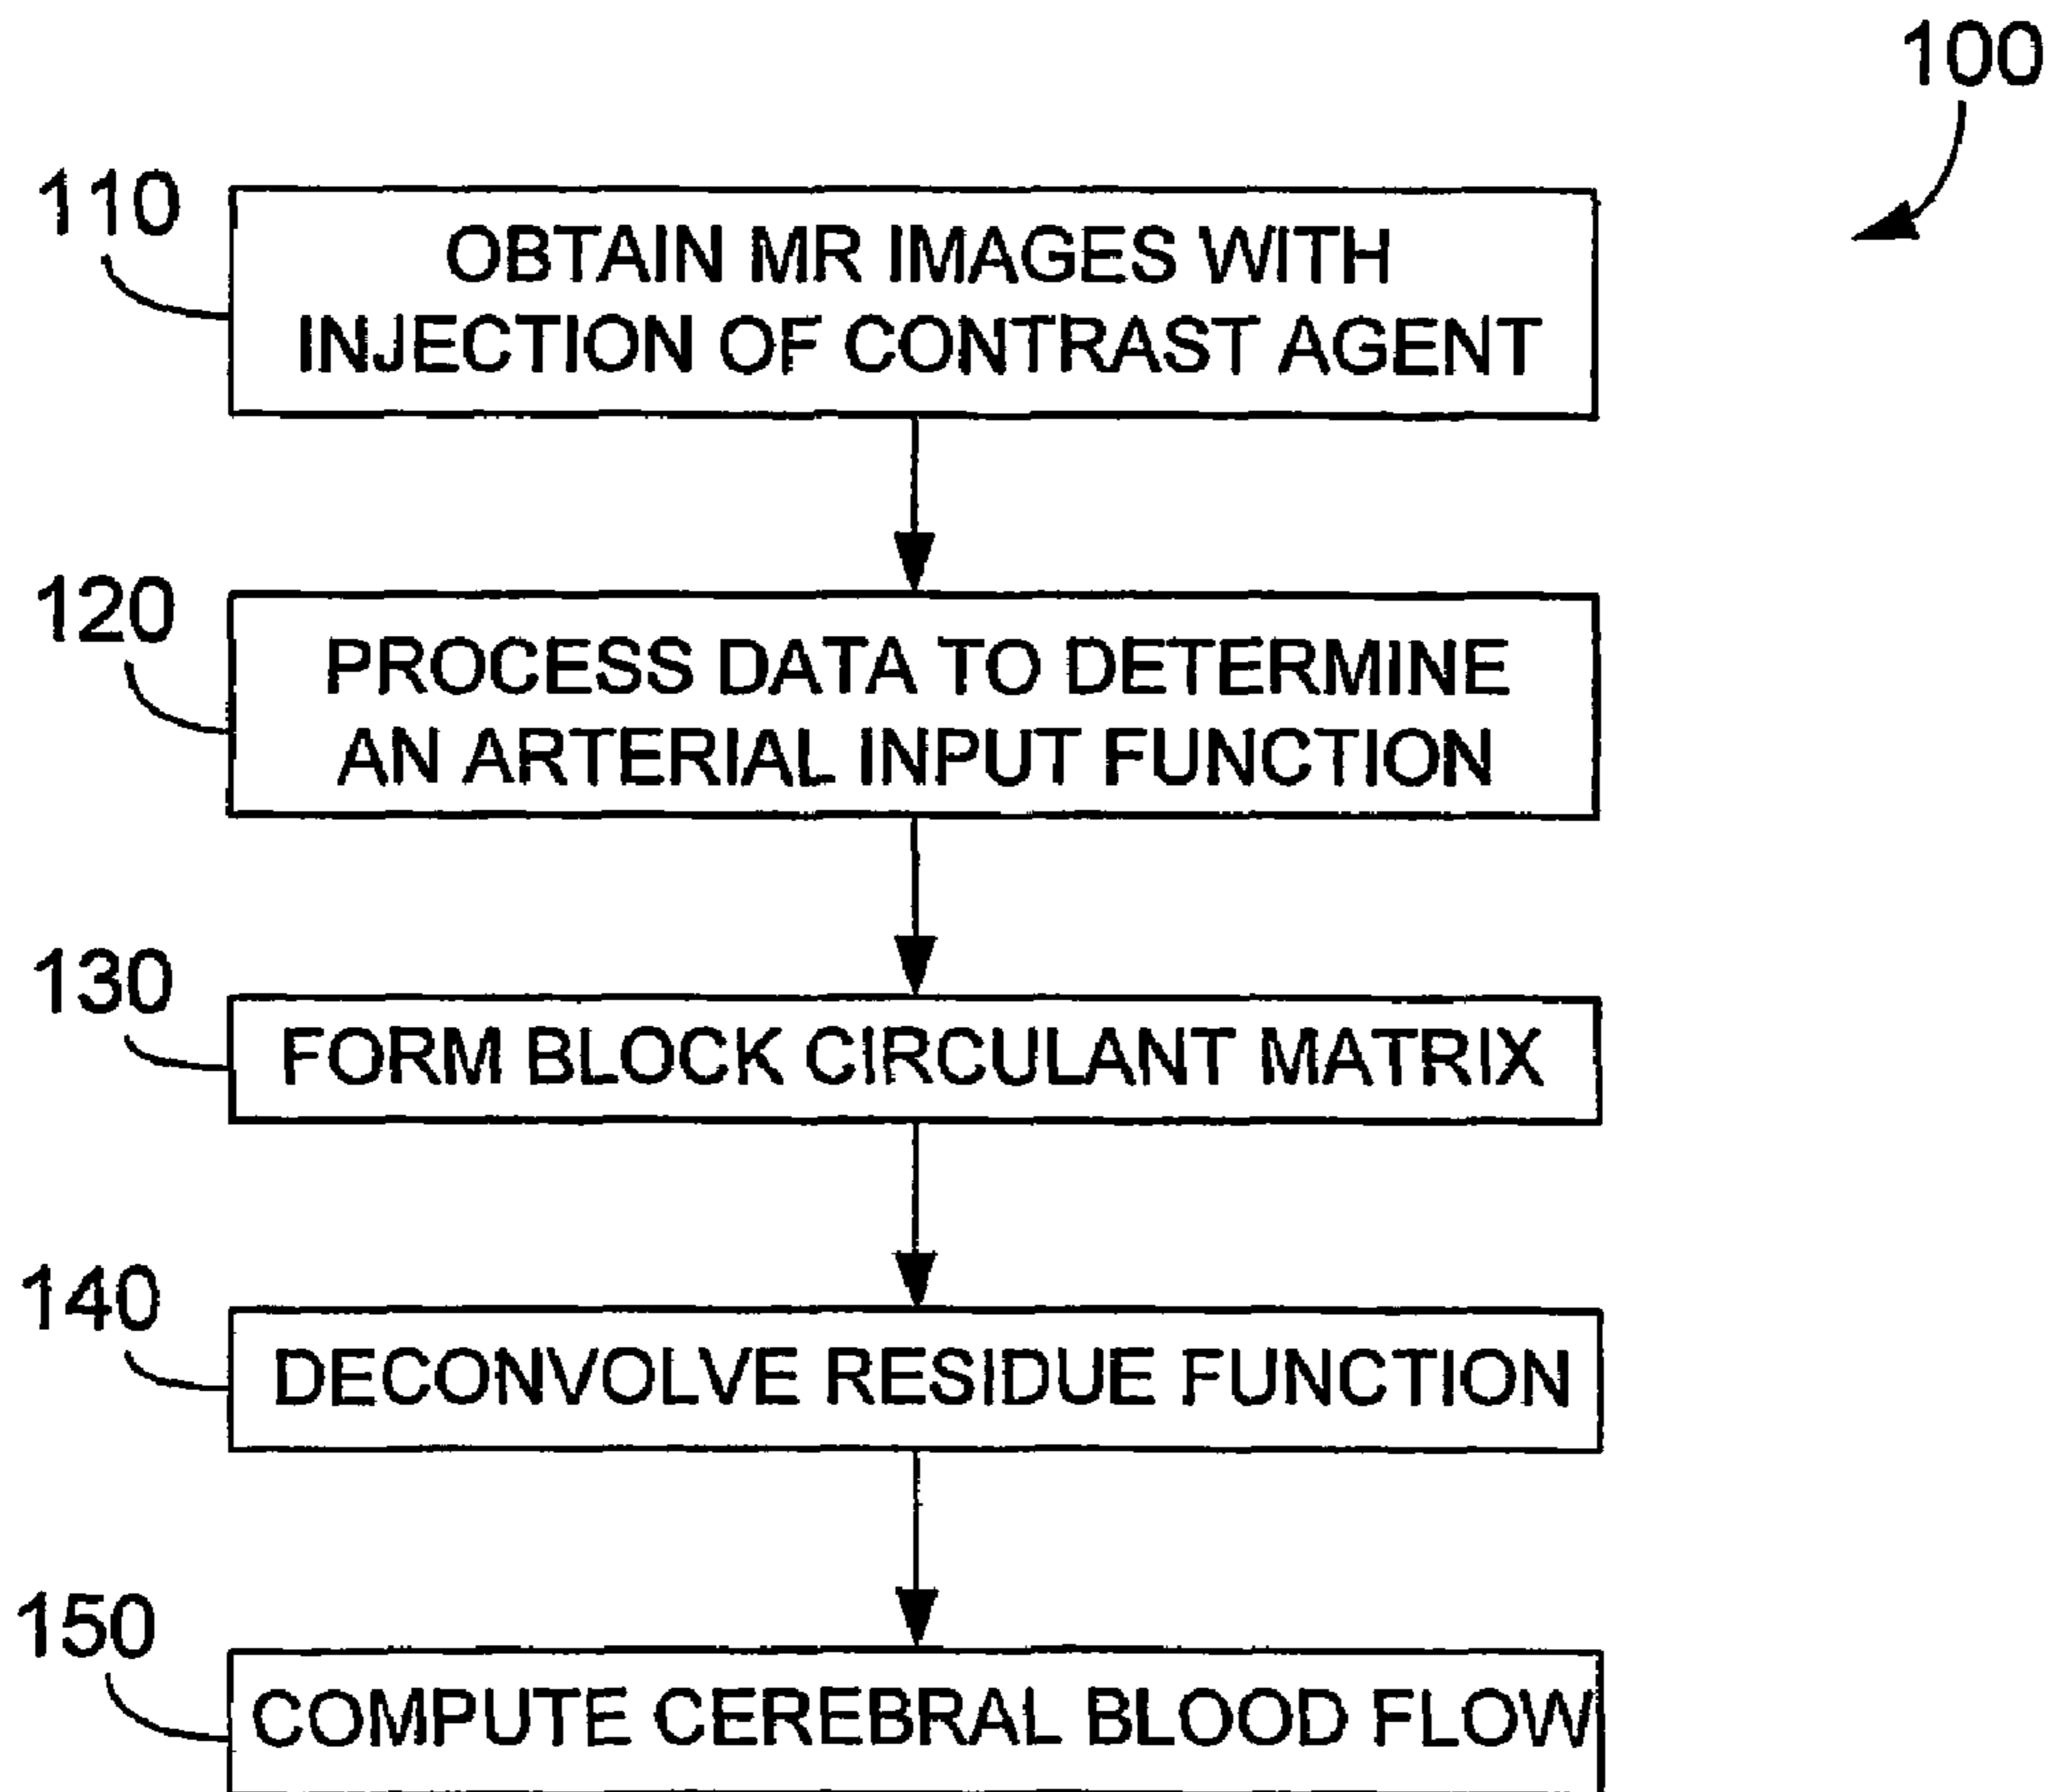 100
110
OBTAIN MR IMAGES WITH
INJECTION OF CONTRAST AGENT
120
PROCESS DATA TO DETERMINE
AN ARTERIAL INPUT FUNCTION
130
FORM BLOCK CIRCULANT MATRIX
140
DECONVOLVE RESIDUE FUNCTION
150
COMPUTE CEREBRAL BLOOD FLOW